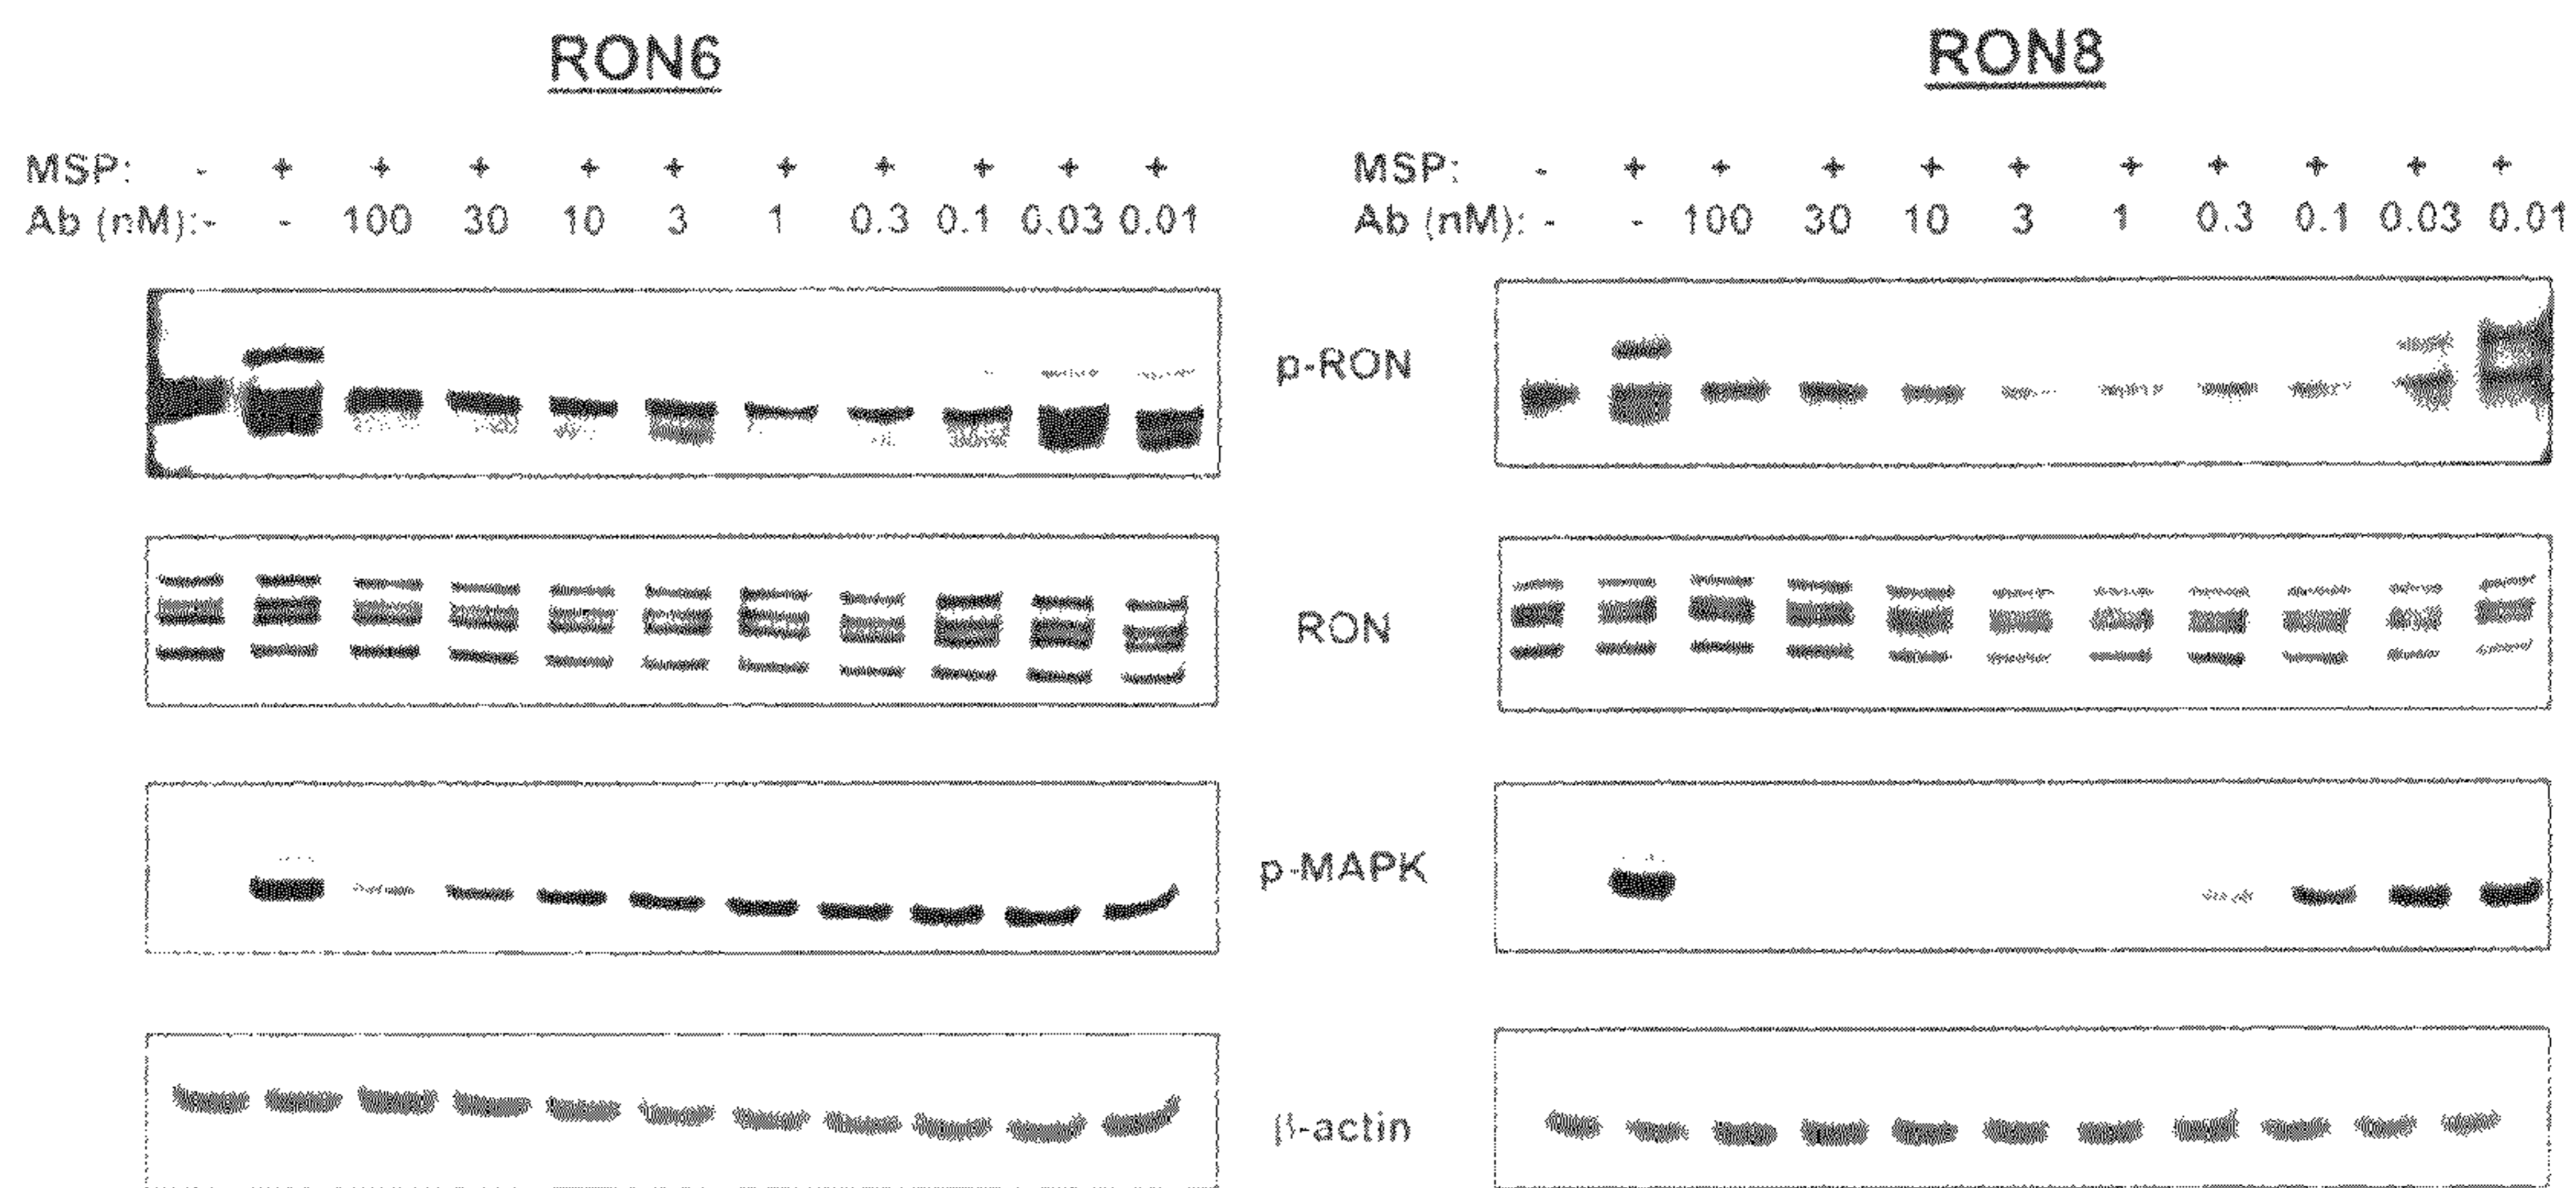 RON6
RON8
MSP: - + + + + + + + + + +
MSP: - + + + + + + + + + +
Ab (nM):- - 100 30 10 3 1 0.3 0.1 0.03 0.01
Ab (nM): - - 100 30 10 3 1 0.3 0.1 0.03 0.01
p-RON
RON
p-MAPK
β-actin